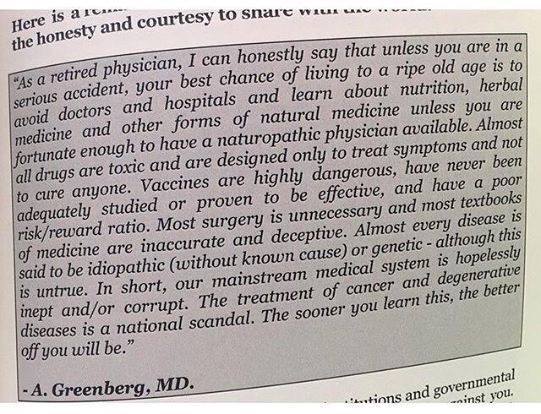 Here is a
the honesty and courtesy to share
“As a retired physician, I can honestly say that unless you are in a
serious accident, your best chance of living to a ripe old age is to
avoid doctors and hospitals and learn about nutrition, herbal
medicine and other forms of natural medicine unless you are
fortunate enough to have a naturopathic physician available. Almost
all drugs are toxic and are designed only to treat symptoms and not
to cure anyone. Vaccines are highly dangerous, have never been
adequately studied or proven to be effective, and have a poor
risk/reward ratio. Most surgery is unnecessary and most textbooks
of medicine are inaccurate and deceptive. Almost every disease is
said to be idiopathic (without known cause) or genetic - although this
is untrue. In short, our mainstream medical system is hopelessly
inept and/or corrupt. The treatment of cancer and degenerative
diseases is a national scandal. The sooner you learn this, the better
off you will be.”
- A. Greenberg, MD.
and governmental
you.